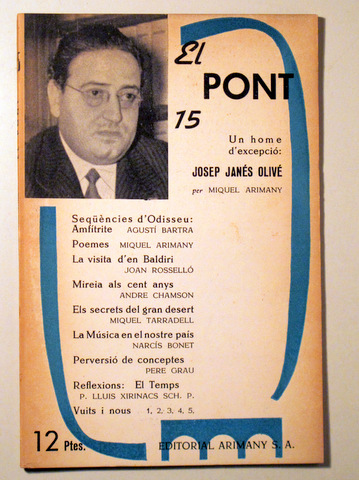 El
PONT
15
Un home
d'excepció:
JOSEP JANÉS OLIVÉ
per MIQUEL ARIMANY
Seqüències d'Odisseu:
Amfitrite AGUSTÍ BARTRA
Poemes MIQUEL ARIMANY
La visita d'en Baldiri
JOAN ROSSELLÓ
Mireia als cent anys
ANDRE CHAMSON
Els secrets del gran desert
MIQUEL TARRADELL
La Música en el nostre país
NARCÍS BONET
Perversió de conceptes
PERE GRAU
Reflexions: El Temps
P. LLUIS XIRINACS SCH. P.
Vuits i nous 1, 2, 3, 4, 5,
12 Ptes. EDITORIAL ARIMANY S. A.